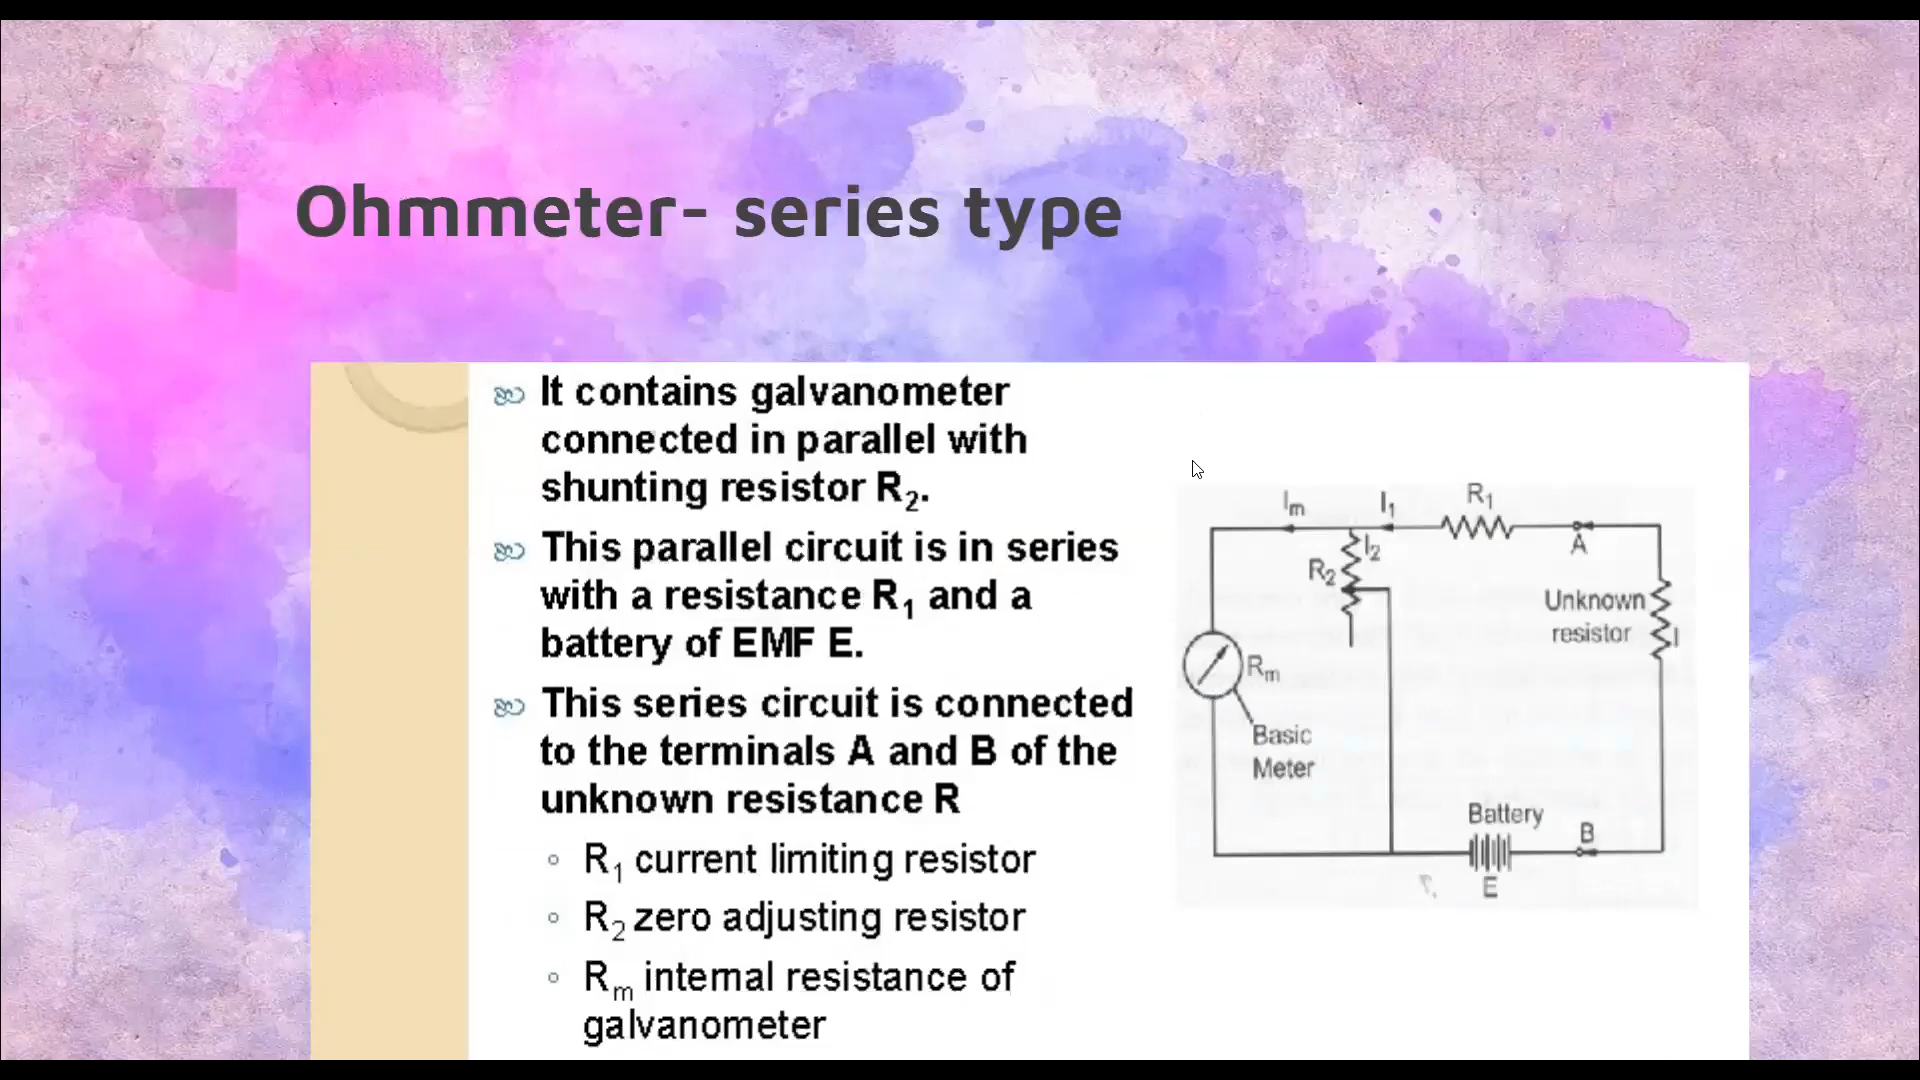 Ohmmeter- series type
It contains galvanometer
connected in parallel with
shunting resistor R₂.
This parallel circuit is in series
with a resistance R₁ and a
battery of EMF E.
This series circuit is connected
to the terminals A and B of the
unknown resistance R
R₁ current limiting resistor
R₂ zero adjusting resistor
Rm internal resistance of
galvanometer
Im
I₁
R₁
A
I₂
R₂
Unknown
resistor
Rm
Basic
Meter
Battery
B
E